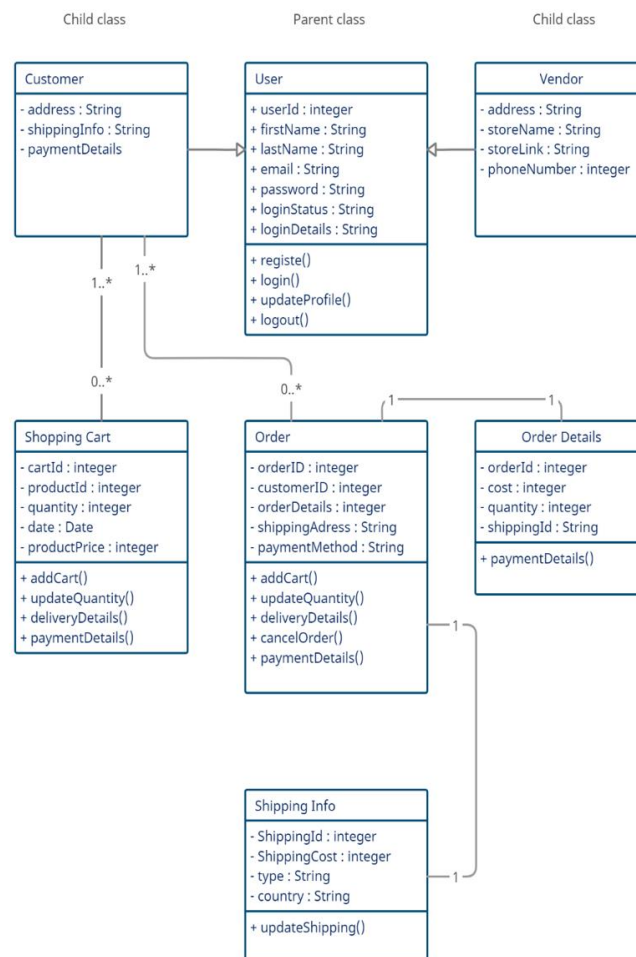 Child class
Parent class
Child class
Customer
- address : String
- shippingInfo : String
- paymentDetails
User
+ userId : integer
+ firstName : String
+ lastName : String
+ email : String
+ password : String
+ loginStatus : String
+ loginDetails : String
+ registe()
+ login()
+ updateProfile()
+ logout()
Vendor
- address : String
- storeName : String
- storeLink : String
- phoneNumber : integer
1..*
1..*
0..*
0..*
1
1
Shopping Cart
- cartId : integer
- productId : integer
- quantity : integer
- date : Date
- productPrice : integer
+ addCart()
+ updateQuantity()
+ deliveryDetails()
+ paymentDetails()
Order
- orderID : integer
- customerID : integer
- orderDetails : integer
- shippingAdress : String
- paymentMethod : String
+ addCart()
+ updateQuantity()
+ deliveryDetails()
+ cancelOrder()
+ paymentDetails()
Order Details
- orderId : integer
- cost : integer
- quantity : integer
- shippingId : String
+ paymentDetails()
1
Shipping Info
- ShippingId : integer
- ShippingCost : integer
- type : String
- country : String
+ updateShipping()
1